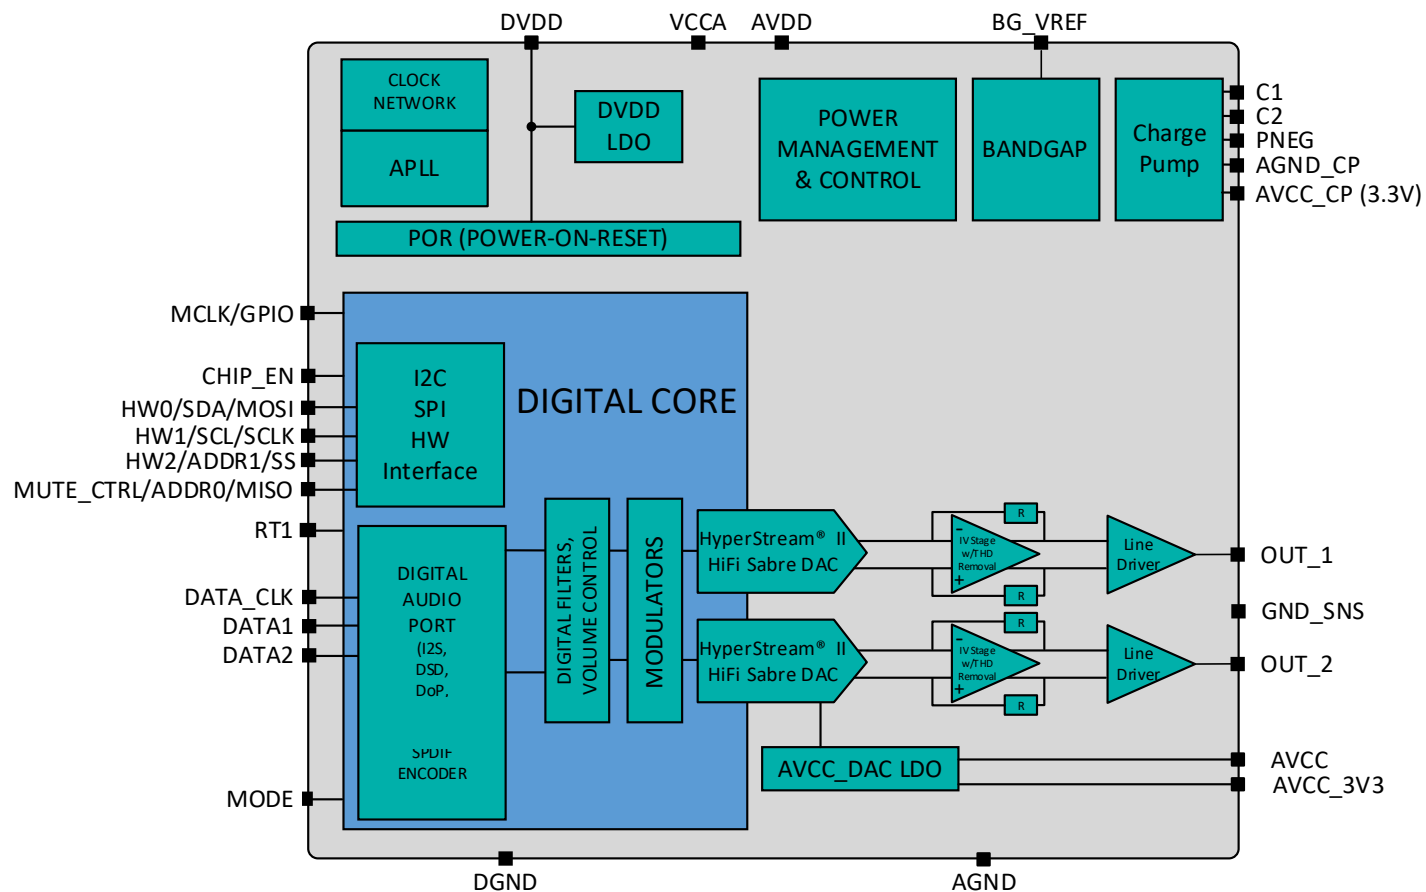 DVDD
VCCA
AVDD
BG_VREF
CLOCK
NETWORK
APLL
DVDD
LDO
POWER
MANAGEMENT
& CONTROL
BANDGAP
Charge
Pump
C1
C2
PNEG
AGND_CP
AVCC_CP (3.3V)
POR (POWER-ON-RESET)
MCLK/GPIO
CHIP_EN
HW0/SDA/MOSI
HW1/SCL/SCLK
HW2/ADDR1/SS
MUTE_CTRL/ADDR0/MISO
RT1
DATA_CLK
DATA1
DATA2
MODE
I2C
SPI
HW
Interface
DIGITAL CORE
DIGITAL
AUDIO
PORT
(I2S,
DSD,
DoP,
SPDIF
ENCODER
DIGITAL FILTERS,
VOLUME CONTROL
MODULATORS
HyperStream® II
HiFi Sabre DAC
R
–
IV Stage
w/THD
Removal
+
R
Line
Driver
OUT_1
GND_SNS
HyperStream® II
HiFi Sabre DAC
R
–
IV Stage
w/THD
Removal
+
R
Line
Driver
OUT_2
AVCC_DAC LDO
AVCC
AVCC_3V3
DGND
AGND